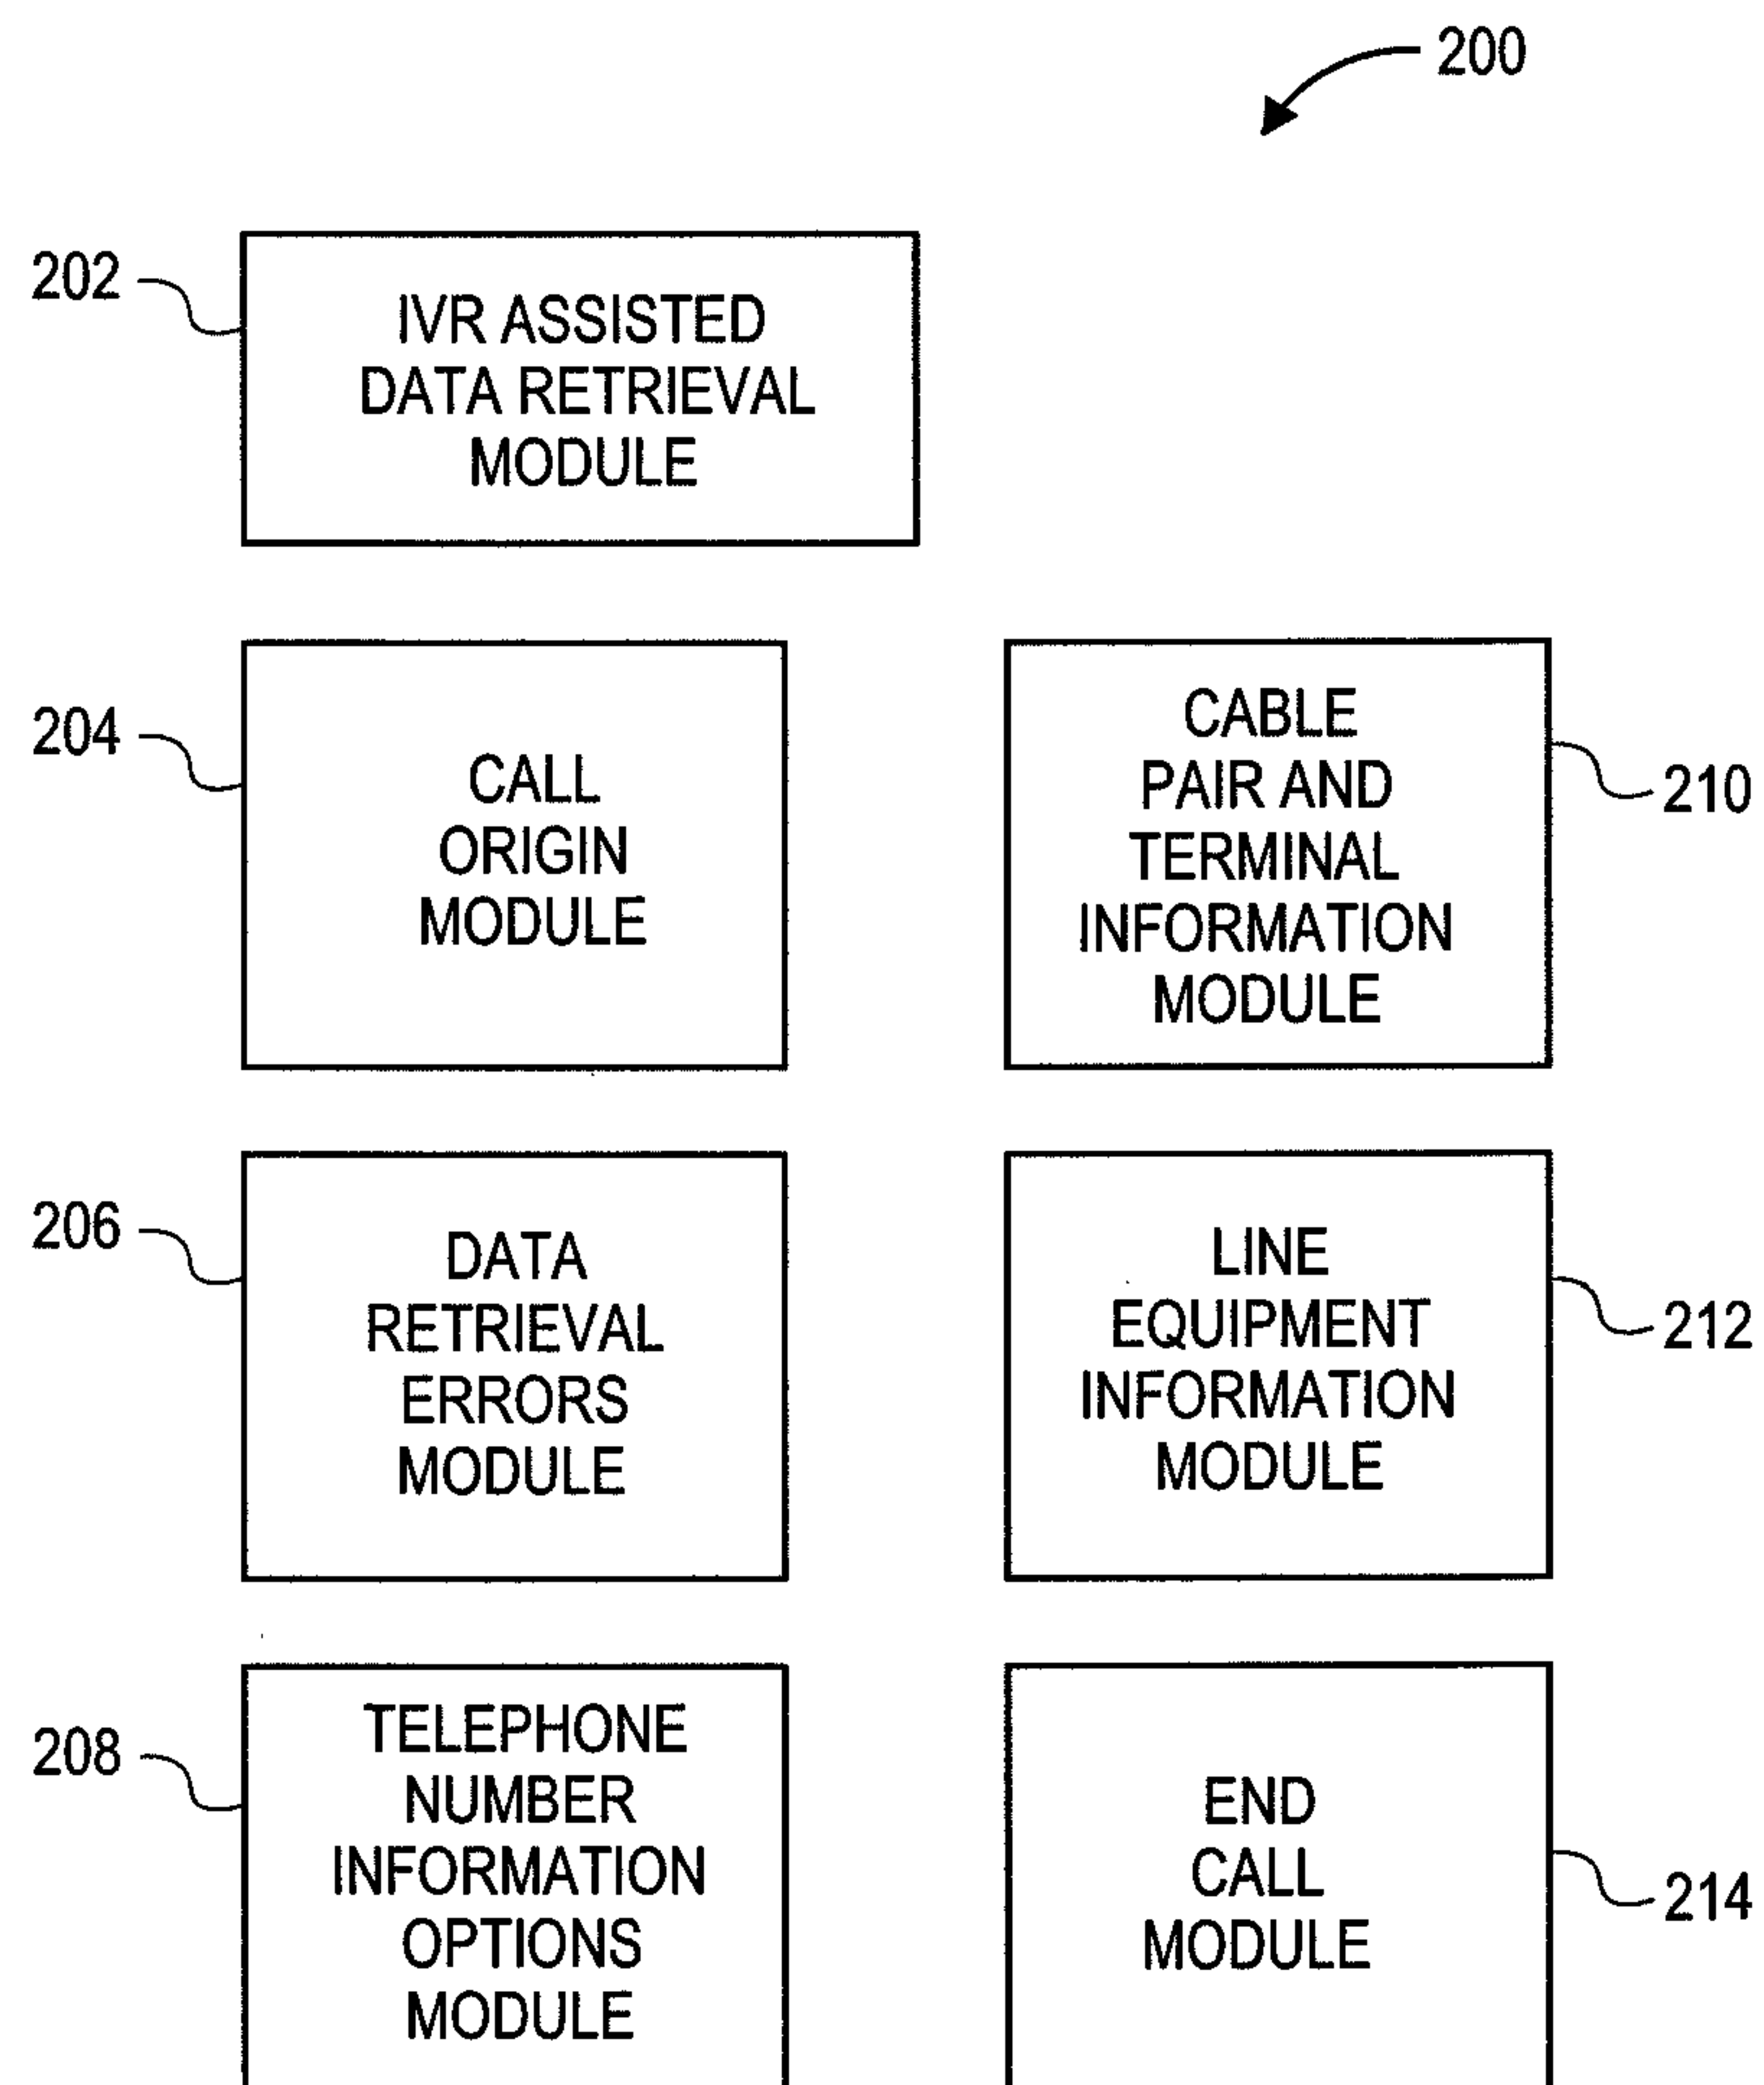 200
202
IVR ASSISTED
DATA RETRIEVAL
MODULE
204
CALL
ORIGIN
MODULE
CABLE
PAIR AND
TERMINAL
INFORMATION
MODULE
210
206
DATA
RETRIEVAL
ERRORS
MODULE
LINE
EQUIPMENT
INFORMATION
MODULE
212
208
TELEPHONE
NUMBER
INFORMATION
OPTIONS
MODULE
END
CALL
MODULE
214